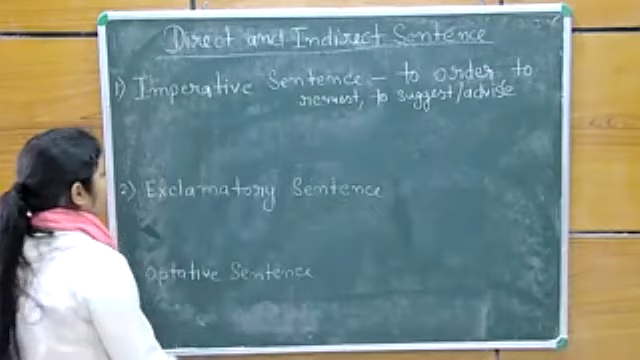 Direct and Indirect Sentence
1) Imperative Sentence - to order, to
request, to suggest/advise
2) Exclamatory Sentence
Optative Sentence